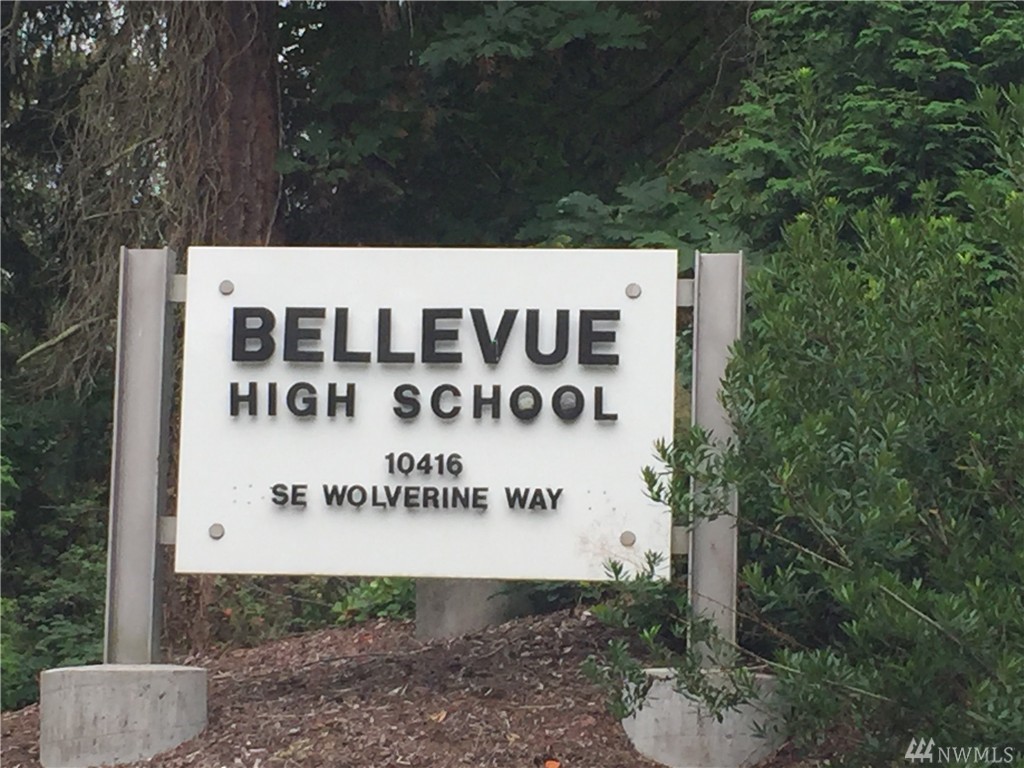 BELLEVUE
HIGH SCHOOL
10416
SE WOLVERINE WAY
NWMLS